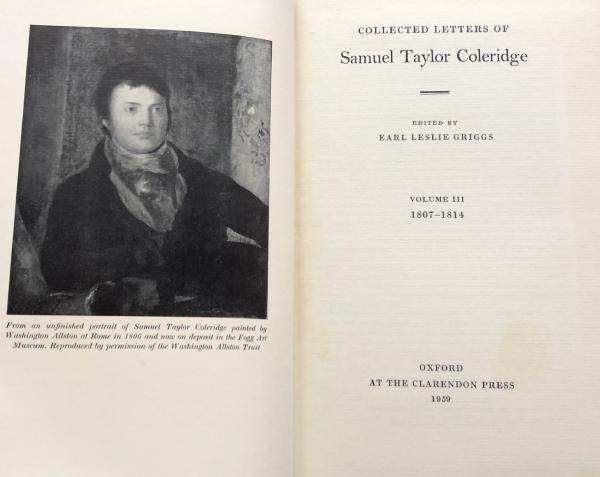 From an unfinished portrait of Samuel Taylor Coleridge painted by
Washington Allston at Rome in 1806 and now on deposit in the Fogg Art
Museum. Reproduced by permission of the Washington Allston Trust
COLLECTED LETTERS OF
Samuel Taylor Coleridge
EDITED BY
EARL LESLIE GRIGGS
VOLUME III
1807–1814
OXFORD
AT THE CLARENDON PRESS
1959